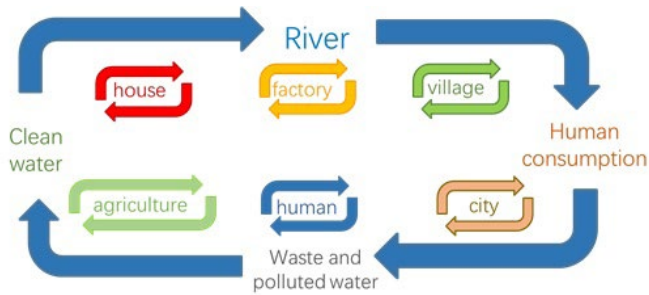 River
house
factory
village
Clean
water
Human
consumption
agriculture
human
city
Waste and
polluted water